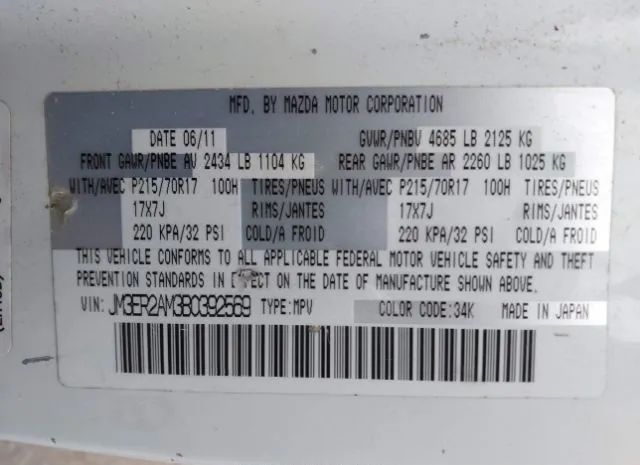 MFD. BY MAZDA MOTOR CORPORATION
DATE 06/11 GVWR/PNBV 4685 LB 2125 KG
FRONT GAWR/PNBE AV 2434 LB 1104 KG REAR GAWR/PNBE AR 2260 LB 1025 KG
WITH/AVEC P215/70R17 100H TIRES/PNEUS WITH/AVEC P215/70R17 100H TIRES/PNEUS
17X7J RIMS/JANTES 17X7J RIMS/JANTES
220 KPA/32 PSI COLD/A FROID 220 KPA/32 PSI COLD/A FROID
THIS VEHICLE CONFORMS TO ALL APPLICABLE FEDERAL MOTOR VEHICLE SAFETY AND THEFT
PREVENTION STANDARDS IN EFFECT ON THE DATE OF MANUFACTURE SHOWN ABOVE.
VIN: JM3ER2AM3B0392569 TYPE:MPV COLOR CODE:34K MADE IN JAPAN